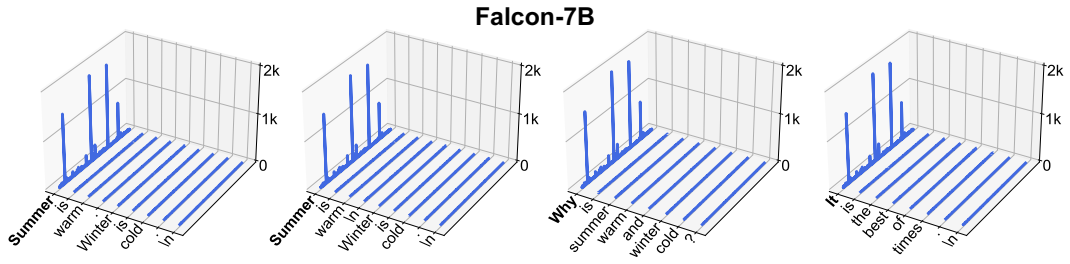 Falcon-7B
2k
1k
0
Summer
is
warm
.
Winter
is
cold
.
\n
2k
1k
0
Summer
is
warm
\n
Winter
is
cold
.
\n
2k
1k
0
Why
is
summer
warm
and
winter
cold
?
2k
1k
0
It
is
the
best
of
times
.
\n